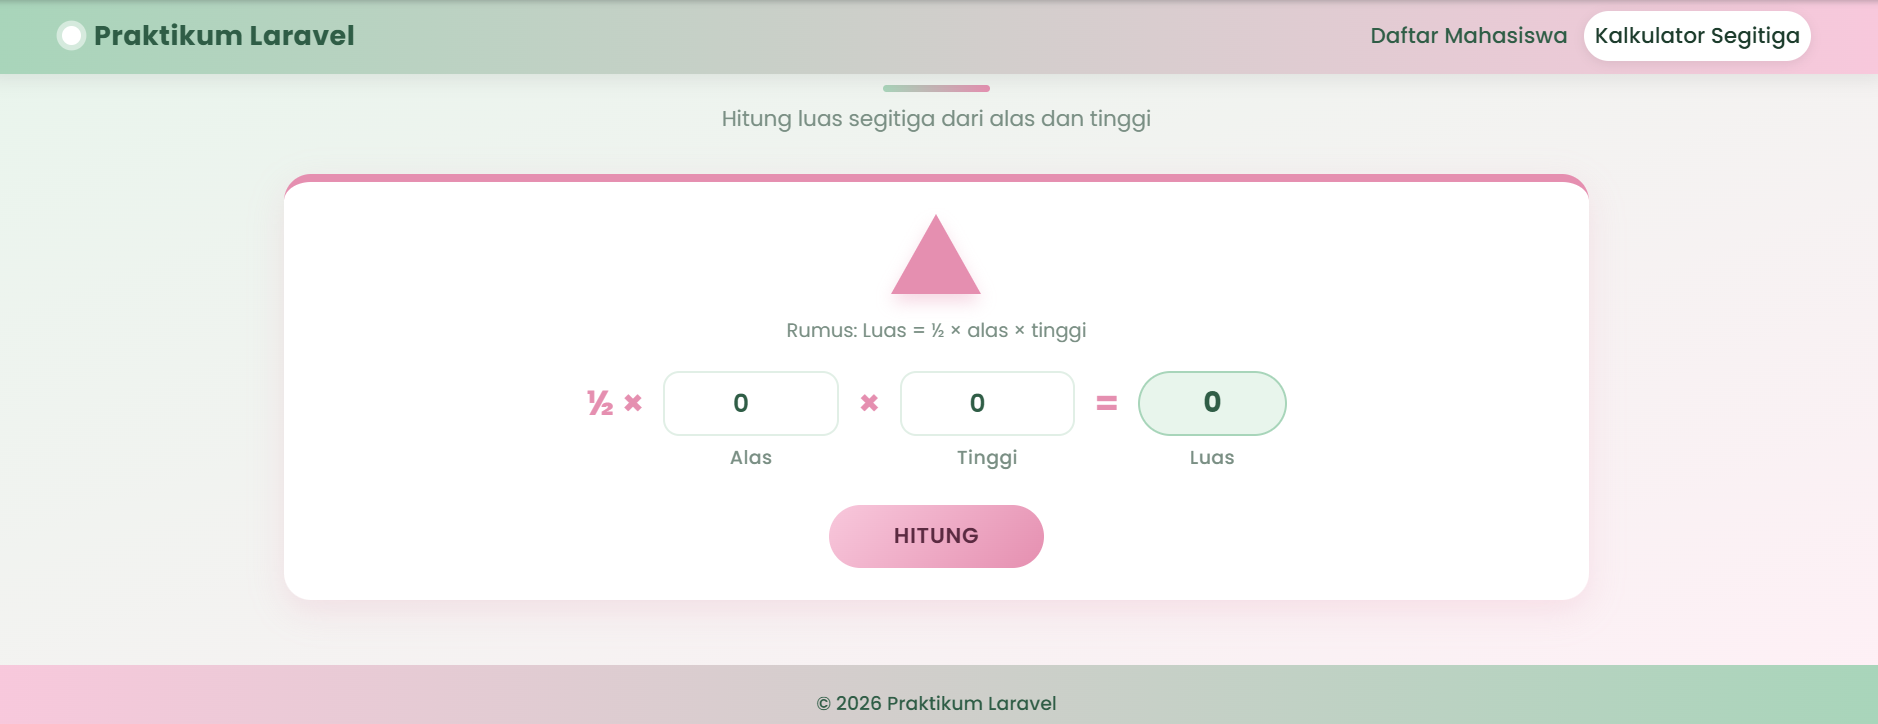 Praktikum Laravel
Daftar Mahasiswa
Kalkulator Segitiga
Hitung luas segitiga dari alas dan tinggi
Rumus: Luas = ½ × alas × tinggi
½ × 0 × 0 = 0
Alas Tinggi Luas
HITUNG
© 2026 Praktikum Laravel